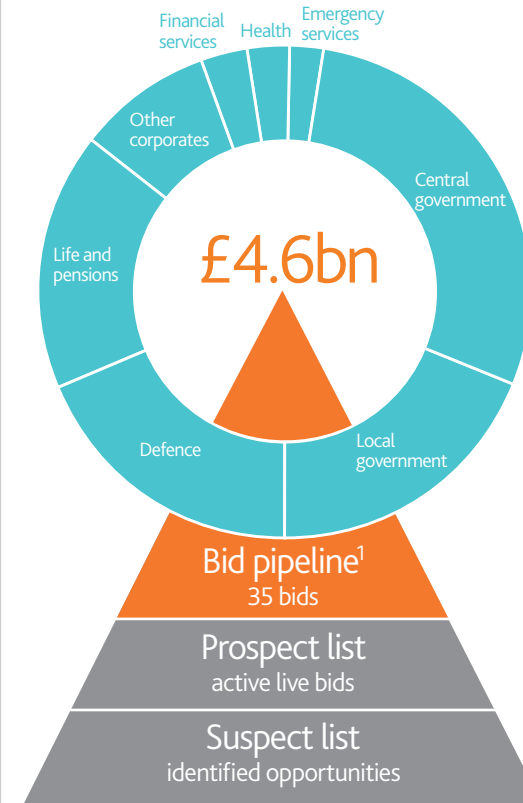 Financial
services
Health
Emergency
services
Other
corporates
Central
government
Life and
pensions
£4.6bn
Defence
Local
government
Bid pipeline¹
35 bids
Prospect list
active live bids
Suspect list
identified opportunities